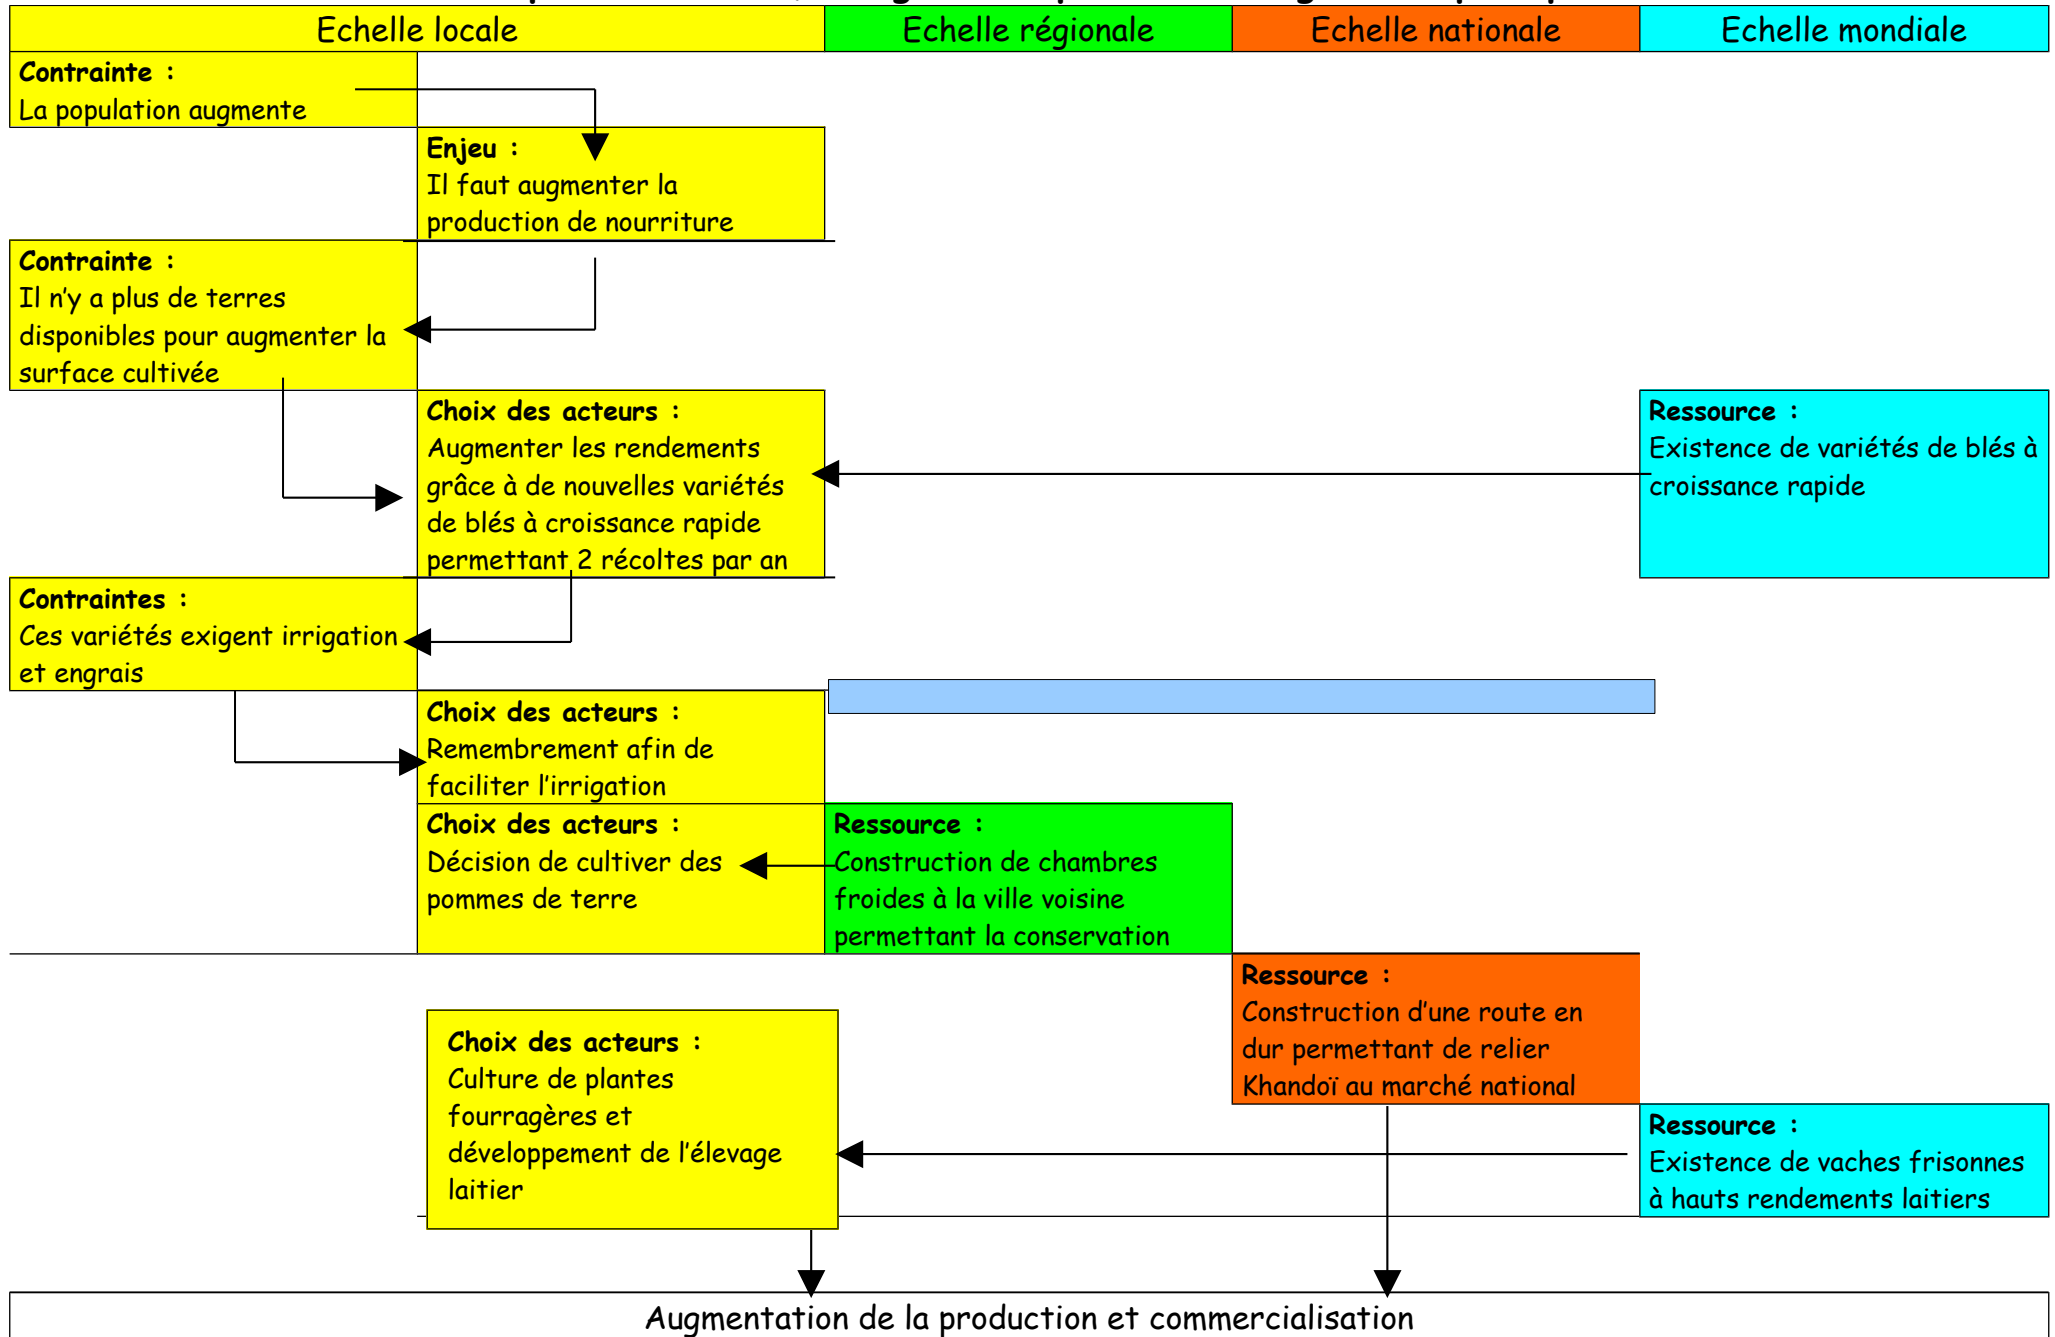 Echelle locale
Echelle régionale
Echelle nationale
Echelle mondiale
Contrainte :
La population augmente
Enjeu :
Il faut augmenter la
production de nourriture
Contrainte :
Il n'y a plus de terres
disponibles pour augmenter la
surface cultivée
Choix des acteurs :
Augmenter les rendements
grâce à de nouvelles variétés
de blés à croissance rapide
permettant 2 récoltes par an
Ressource :
Existence de variétés de blés à
croissance rapide
Contraintes :
Ces variétés exigent irrigation
et engrais
Choix des acteurs :
Remembrement afin de
faciliter l'irrigation
Choix des acteurs :
Décision de cultiver des
pommes de terre
Ressource :
Construction de chambres
froides à la ville voisine
permettant la conservation
Ressource :
Construction d'une route en
dur permettant de relier
Khandoï au marché national
Choix des acteurs :
Culture de plantes
fourragères et
développement de l'élevage
laitier
Ressource :
Existence de vaches frisonnes
à hauts rendements laitiers
Augmentation de la production et commercialisation